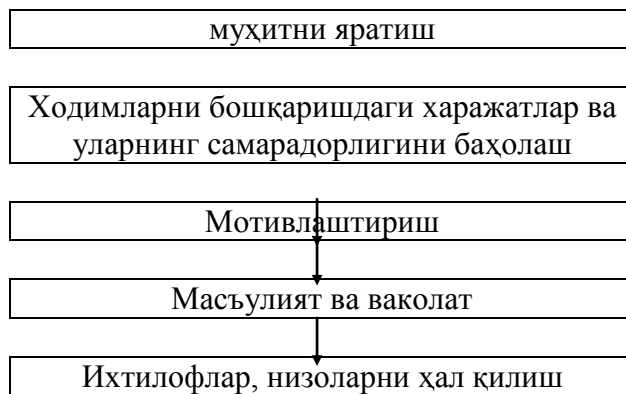 муҳитни яратиш
Ходимларни бошқаришдаги харажатлар ва
уларнинг самарадорлигини баҳолаш
Мотивлаштириш
Масъулият ва ваколат
Ихтилофлар, низоларни ҳал қилиш